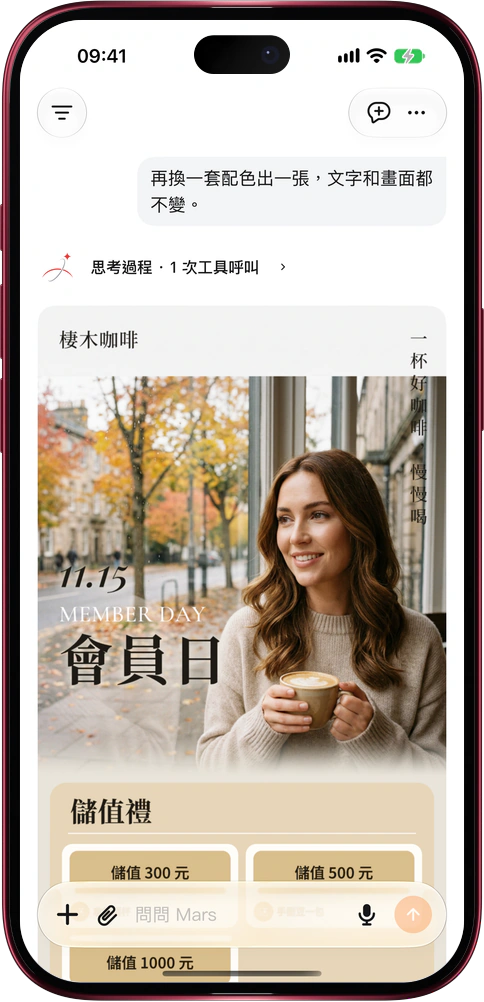 09:41
再換一套配色出一張，文字和畫面都
不變。
思考過程 · 1 次工具呼叫
棲木咖啡
一杯好咖啡 慢慢喝
11.15
MEMBER DAY
會員日
儲值禮
儲值 300 元
儲值 500 元
問問 Mars
儲值 1000 元